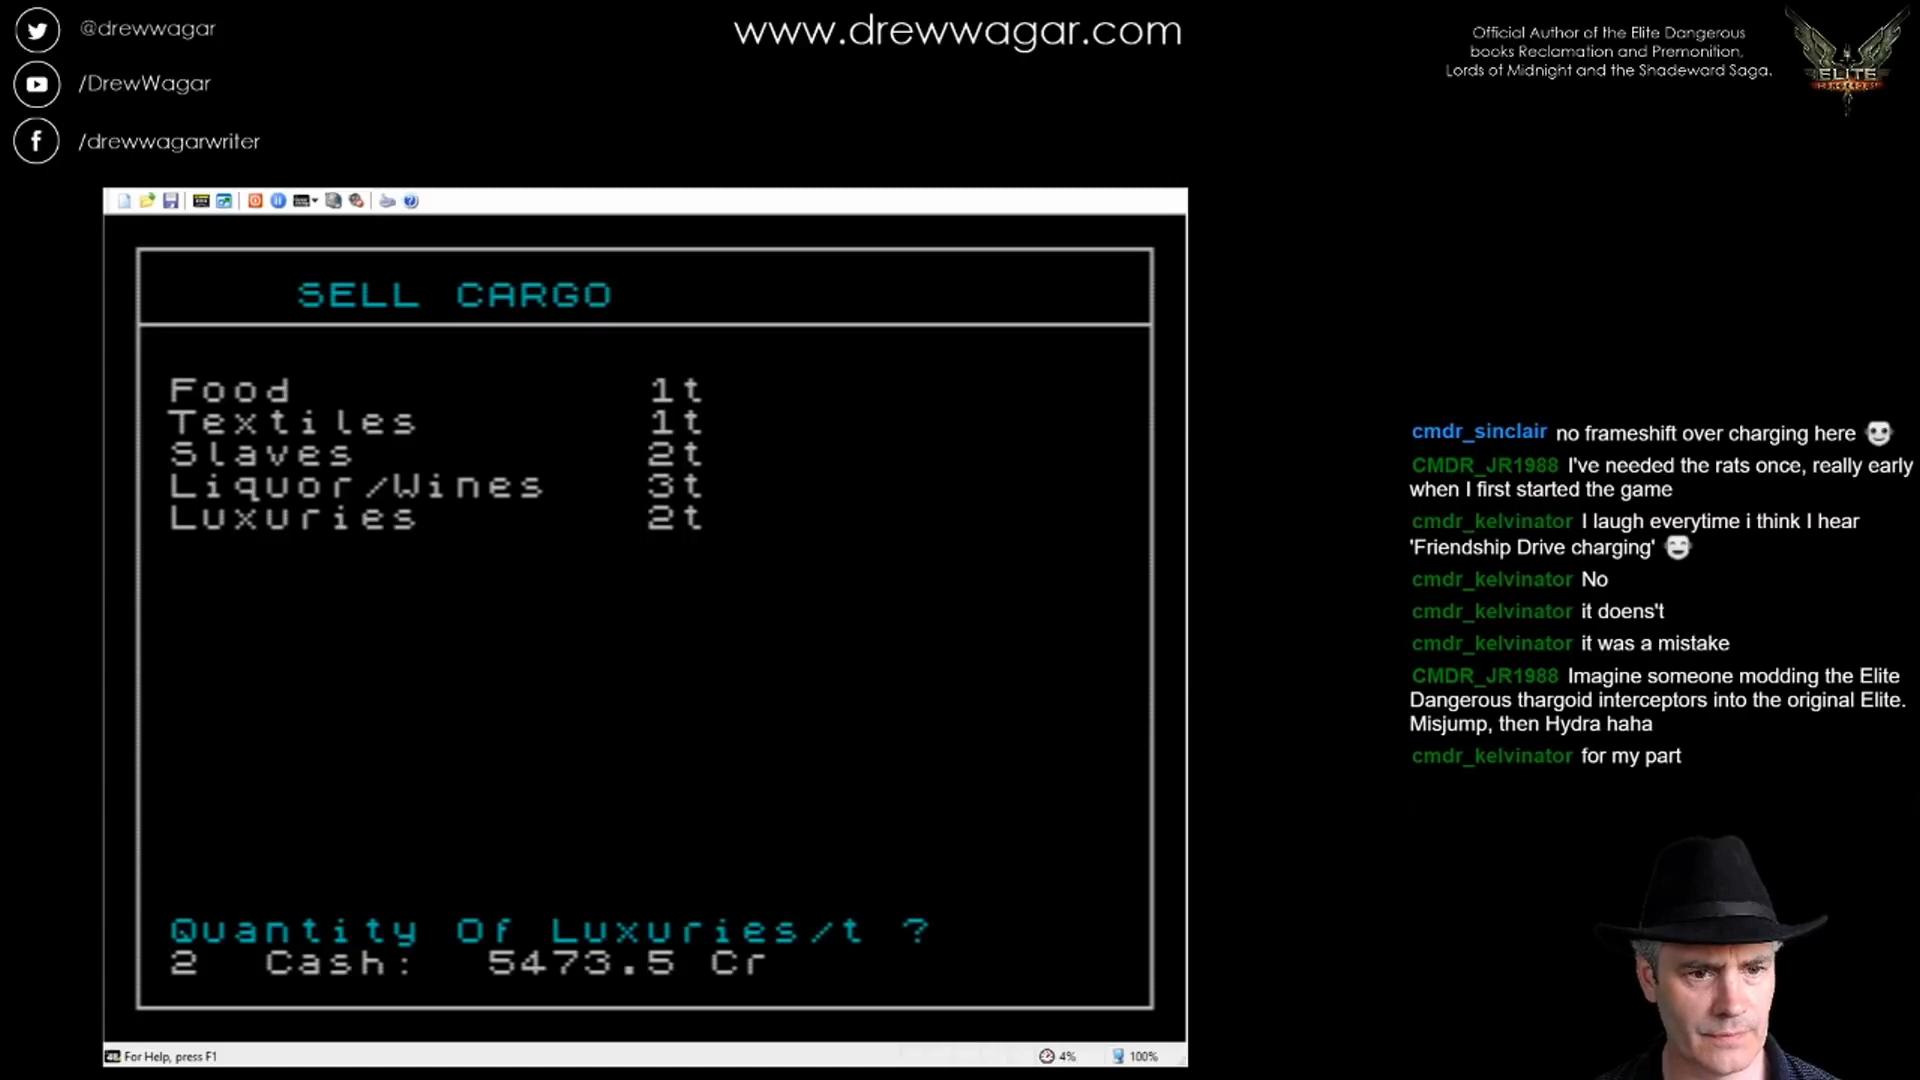 @drewwagar
/DrewWagar
/drewwagarwriter
www.drewwagar.com
Official Author of the Elite Dangerous
books Reclamation and Premonition,
Lords of Midnight and the Shadeward Saga.
ELITE
DANGEROUS
SELL CARGO
Food 1t
Textiles 1t
Slaves 2t
Liquor/Wines 3t
Luxuries 2t
Quantity Of Luxuries/t ?
2 Cash: 5473.5 Cr
For Help, press F1
4%
100%
cmdr_sinclair no frameshift over charging here
CMDR_JR1988 I've needed the rats once, really early
when I first started the game
cmdr_kelvinator I laugh everytime i think I hear
'Friendship Drive charging'
cmdr_kelvinator No
cmdr_kelvinator it doens't
cmdr_kelvinator it was a mistake
CMDR_JR1988 Imagine someone modding the Elite
Dangerous thargoid interceptors into the original Elite.
Misjump, then Hydra haha
cmdr_kelvinator for my part